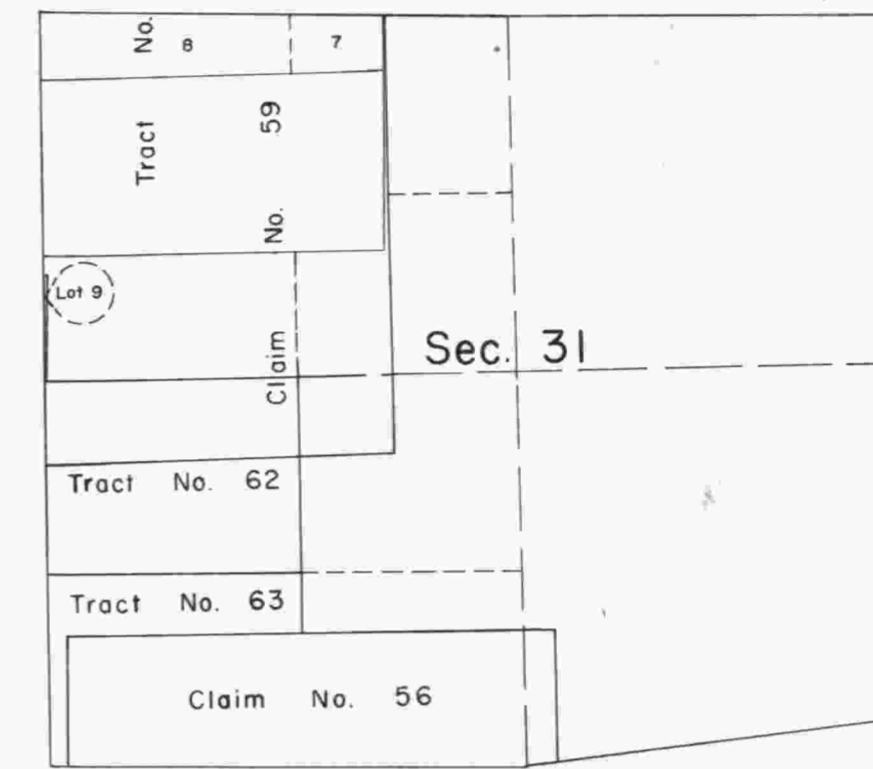 No.
8
7
Tract
Claim No. 59
Lot 9
Sec. 31
Tract No. 62
Tract No. 63
Claim No. 56